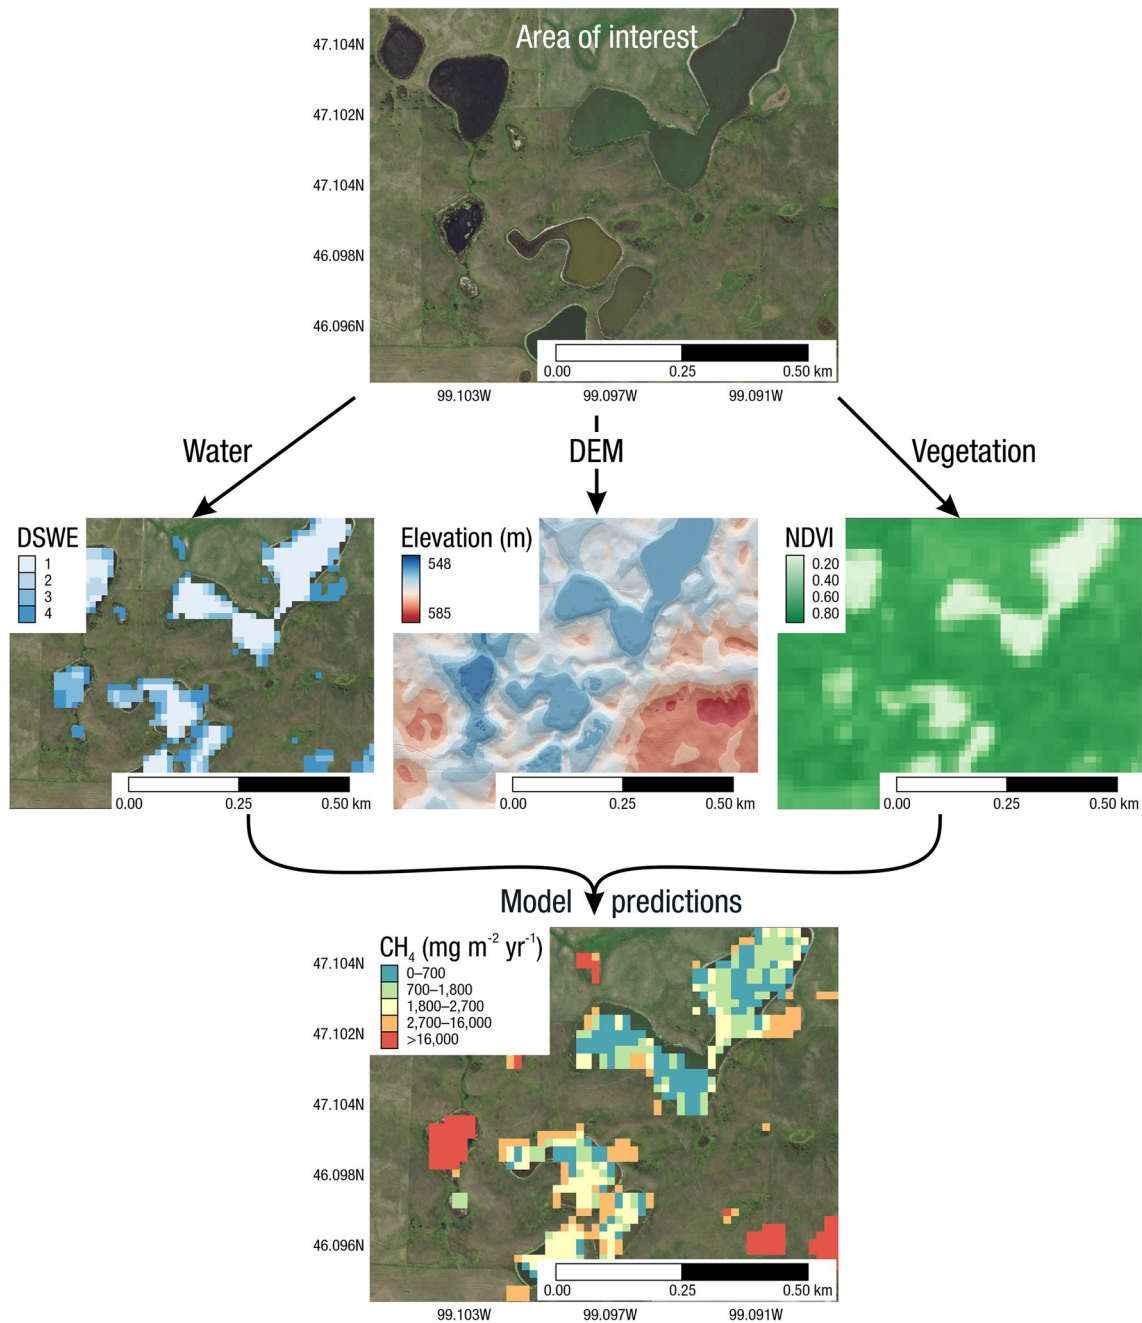 Area of interest
47.104N
47.102N
47.104N
46.098N
46.096N
0.00 0.25 0.50 km
99.103W 99.097W 99.091W
Water
DEM
Vegetation
DSWE
1
2
3
4
0.00 0.25 0.50 km
Elevation (m)
548
585
0.00 0.25 0.50 km
NDVI
0.20
0.40
0.60
0.80
0.00 0.25 0.50 km
Model predictions
CH₄ (mg m⁻² yr⁻¹)
0–700
700–1,800
1,800–2,700
2,700–16,000
>16,000
47.104N
47.102N
47.104N
46.098N
46.096N
0.00 0.25 0.50 km
99.103W 99.097W 99.091W